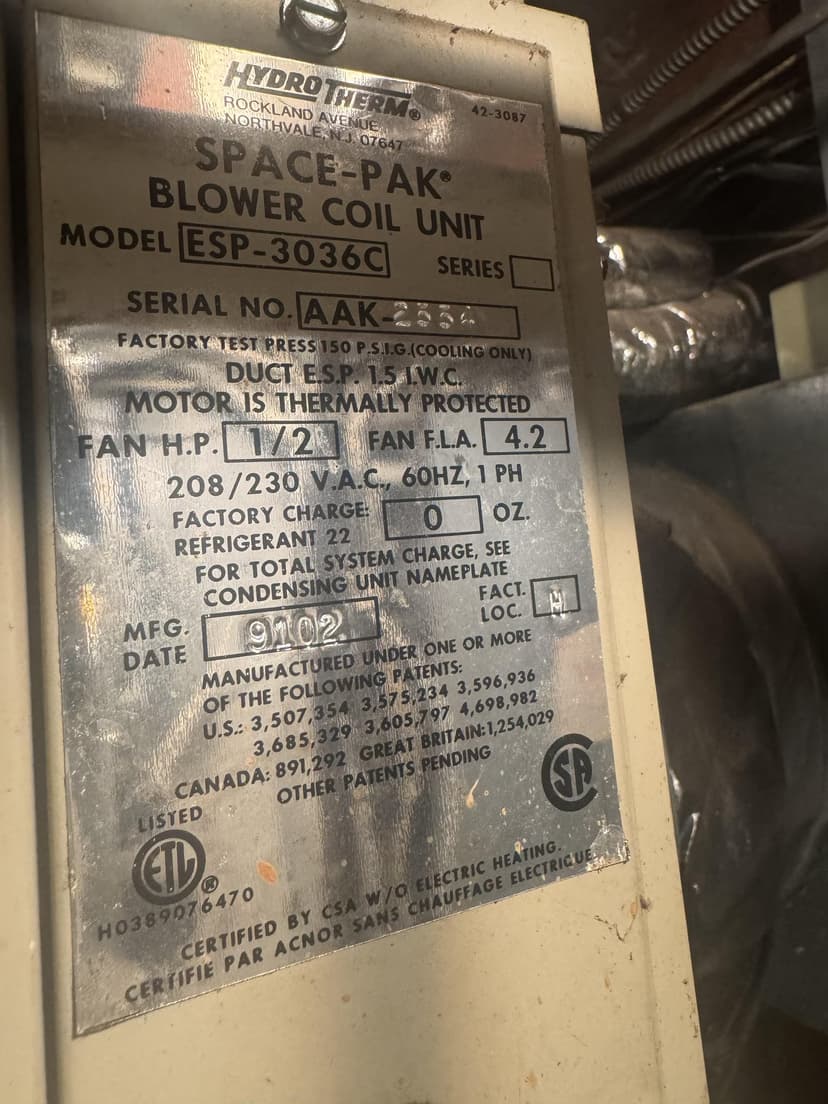 HYDROTHERM®
ROCKLAND AVENUE
NORTHVALE, N.J. 07647
42-3087
SPACE-PAK®
BLOWER COIL UNIT
MODEL ESP-3036C SERIES
SERIAL NO. AAK-
FACTORY TEST PRESS 150 P.S.I.G.(COOLING ONLY)
DUCT E.S.P. 1.5 I.W.C.
MOTOR IS THERMALLY PROTECTED
FAN H.P. 1/2 FAN F.L.A. 4.2
208/230 V.A.C., 60HZ, 1 PH
FACTORY CHARGE: 0 OZ.
REFRIGERANT 22
FOR TOTAL SYSTEM CHARGE, SEE
CONDENSING UNIT NAMEPLATE
MFG. DATE 9102
FACT. LOC. H
MANUFACTURED UNDER ONE OR MORE
OF THE FOLLOWING PATENTS:
U.S.: 3,507,354 3,575,234 3,596,936
3,685,329 3,605,797 4,698,982
CANADA: 891,292 GREAT BRITAIN:1,254,029
OTHER PATENTS PENDING
LISTED
ETL®
H0389076470
SA
CERTIFIED BY CSA W/O ELECTRIC HEATING.
CERTIFIE PAR ACNOR SANS CHAUFFAGE ELECTRIQUE